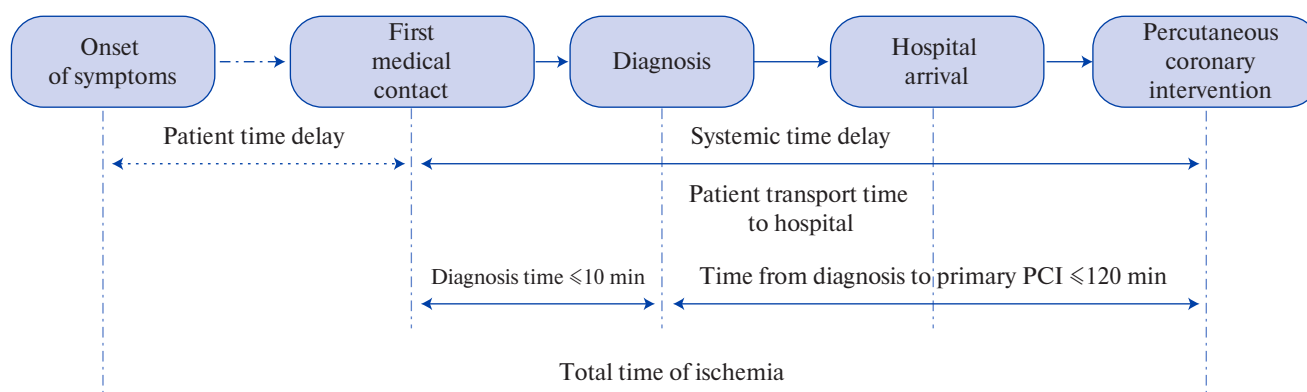 Onset
of symptoms
First
medical
contact
Diagnosis
Hospital
arrival
Percutaneous
coronary
intervention
Patient time delay
Systemic time delay
Patient transport time
to hospital
Diagnosis time ⩽10 min
Time from diagnosis to primary PCI ⩽120 min
Total time of ischemia